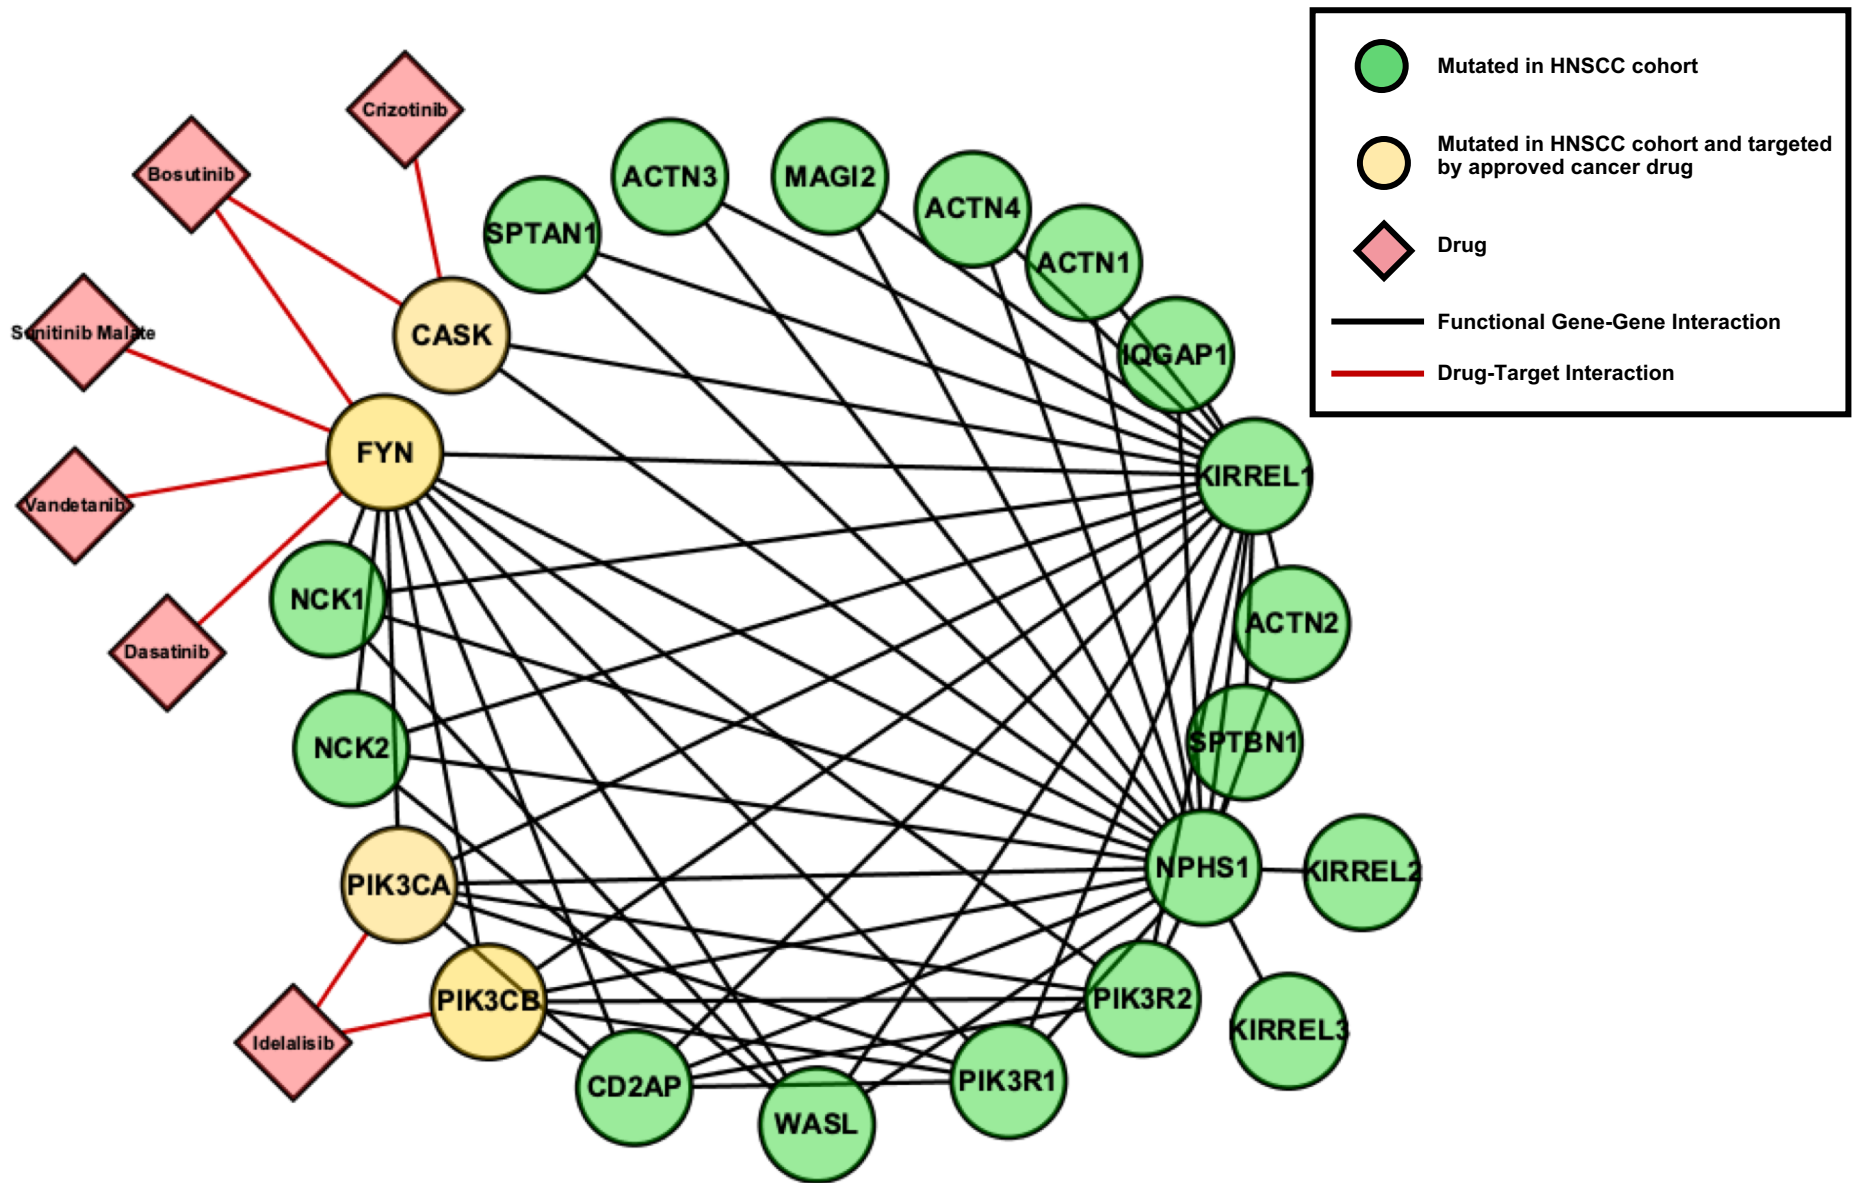 Crizotinib
Bosutinib
Sunitinib Malate
Vandetanib
Dasatinib
Idelalisib
SPTAN1
ACTN3
MAGI2
ACTN4
ACTN1
IQGAP1
CASK
FYN
KIRREL1
NCK1
ACTN2
NCK2
SPTBN1
PIK3CA
NPHS1
KIRREL2
PIK3CB
PIK3R2
KIRREL3
CD2AP
WASL
PIK3R1
Mutated in HNSCC cohort
Mutated in HNSCC cohort and targeted
by approved cancer drug
Drug
Functional Gene-Gene Interaction
Drug-Target Interaction